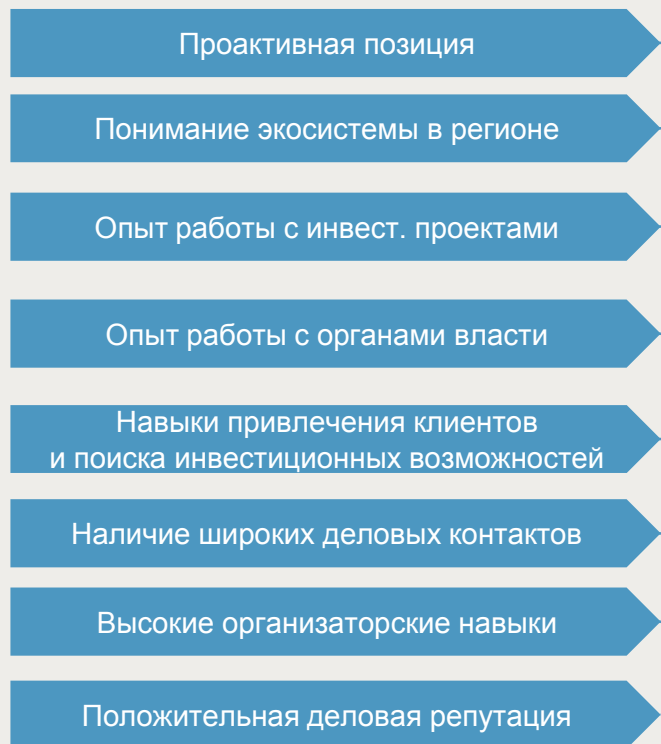 Проактивная позиция
Понимание экосистемы в регионе
Опыт работы с инвест. проектами
Опыт работы с органами власти
Навыки привлечения клиентов
и поиска инвестиционных возможностей
Наличие широких деловых контактов
Высокие организаторские навыки
Положительная деловая репутация